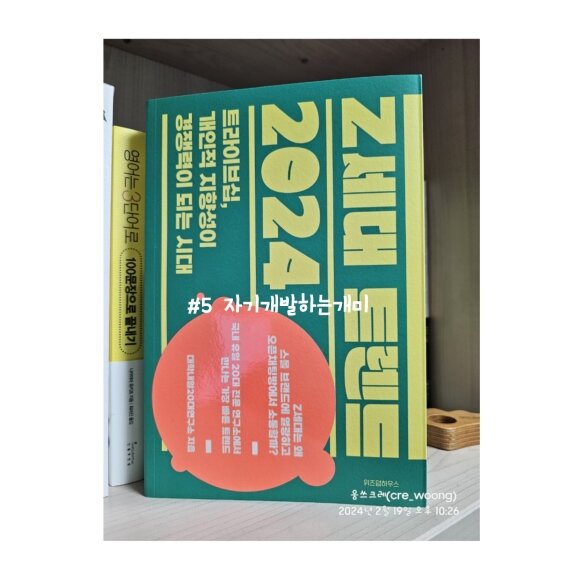 Z세대 트렌드
2024
트라이브십,
개인적 지향성이
경쟁력이 되는 시대
#5 자기개발하는개미
Z세대는 왜
스몰 브랜드에 열광하고
오픈채팅방에서 소통할까?
국내 유일 20대 전문 연구소에서
만나는 가장 빠른 트렌드
대학내일20대연구소 지음
위즈덤하우스
영어는 3단어로
100문장으로 끝내기
웅쓰크레(cre_woong)
2024년 2월 19일 오후 10:26